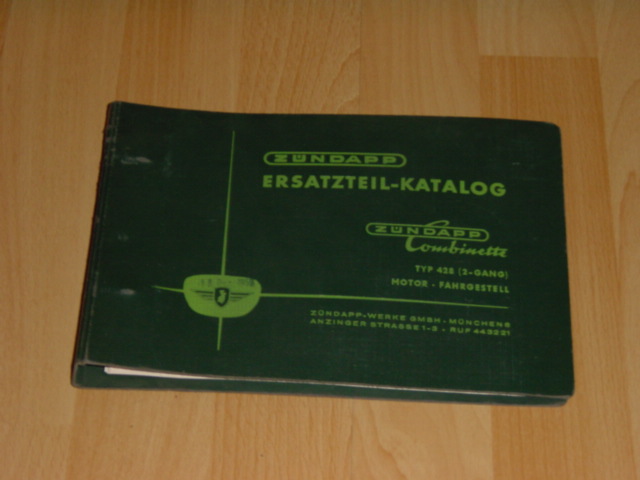 ZÜNDAPP
ERSATZTEIL-KATALOG
ZÜNDAPP
Combinette
TYP 428 (2-GANG)
MOTOR - FAHRGESTELL
ZÜNDAPP-WERKE GMBH · MÜNCHEN 8
ANZINGER STRASSE 1-3 · RUF 443221